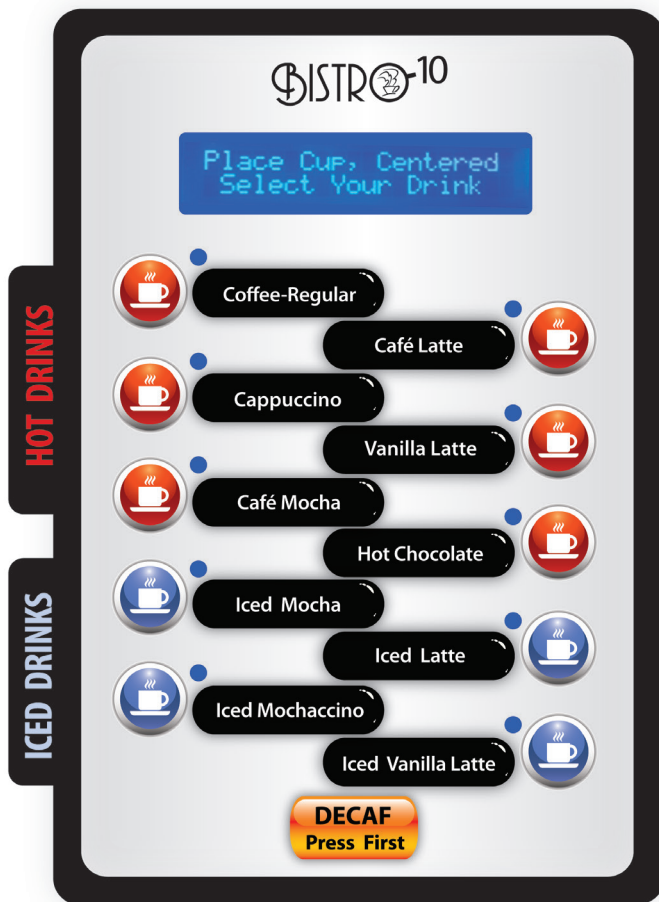 BISTRO-10
Place Cup, Centered
Select Your Drink
HOT DRINKS
Coffee-Regular
Café Latte
Cappuccino
Vanilla Latte
Café Mocha
Hot Chocolate
ICED DRINKS
Iced Mocha
Iced Latte
Iced Mochaccino
Iced Vanilla Latte
DECAF
Press First